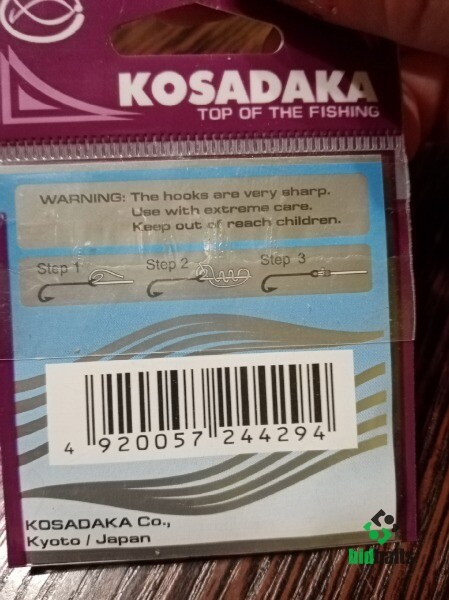 KOSADAKA
TOP OF THE FISHING
WARNING: The hooks are very sharp.
Use with extreme care.
Keep out of reach children.
Step 1 Step 2 Step 3
4 920057 244294
KOSADAKA Co.,
Kyoto / Japan
bidbaits